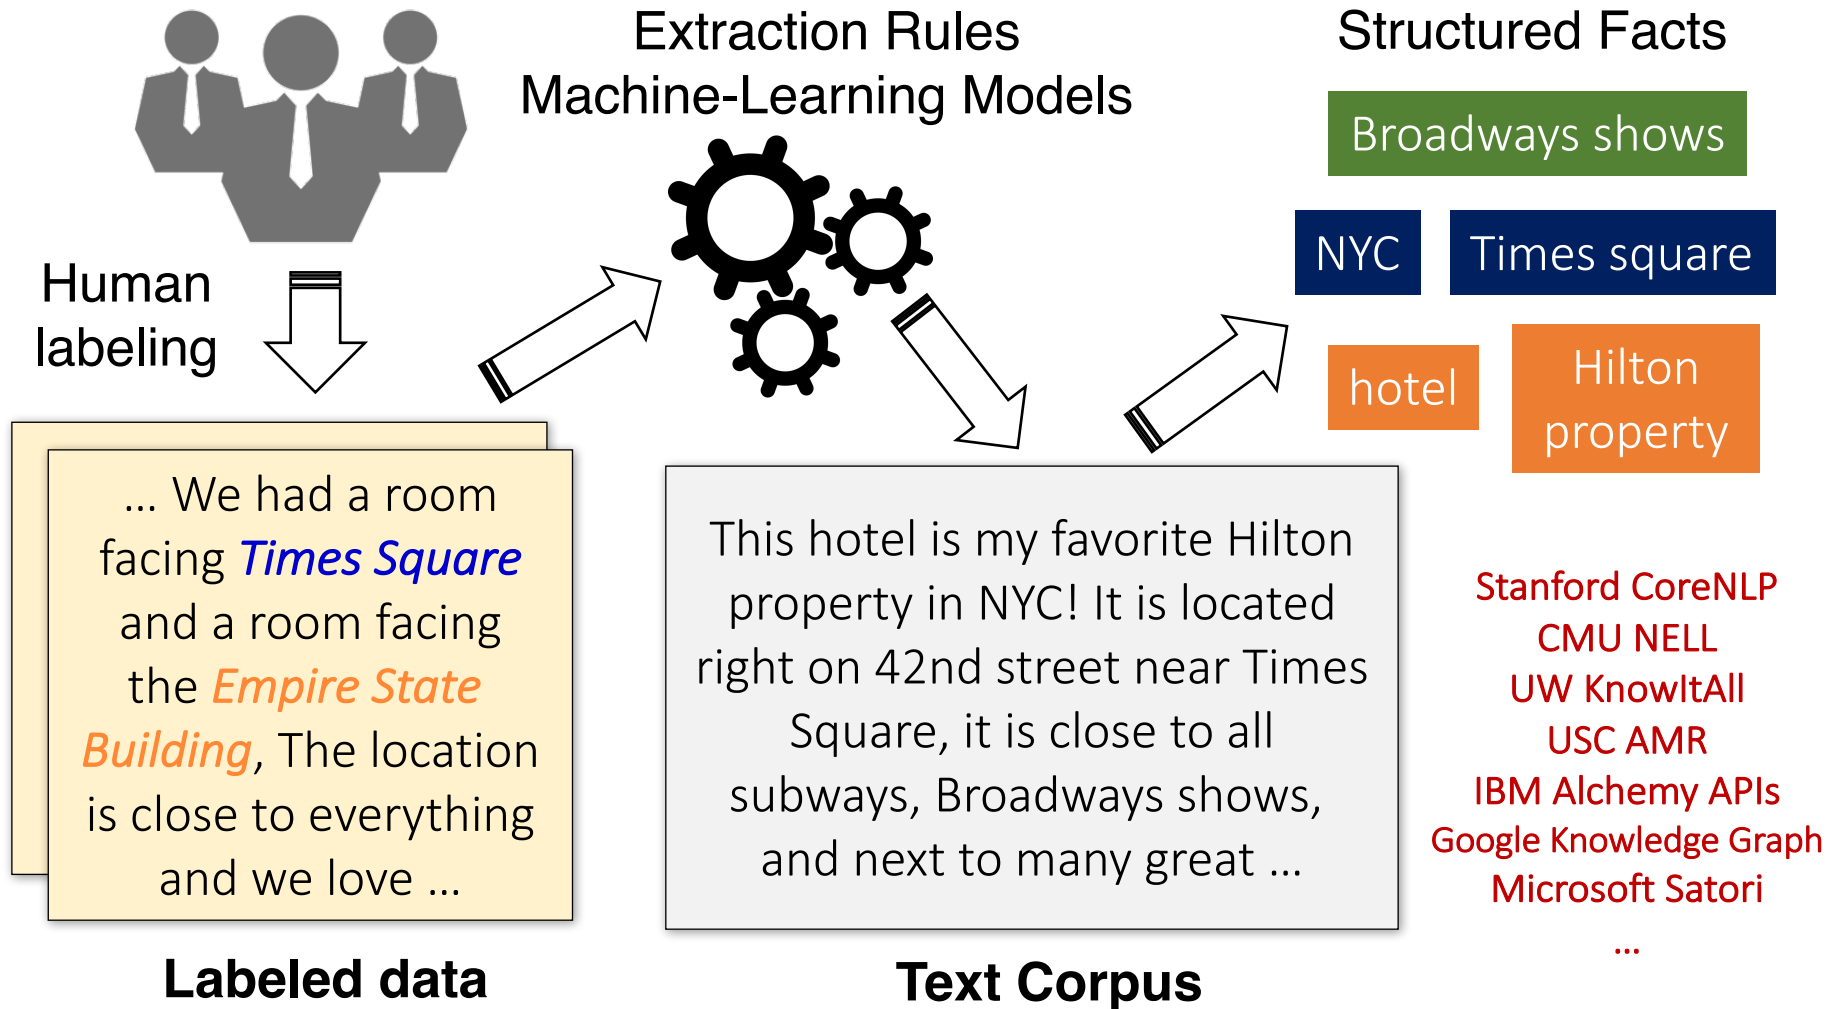 Extraction Rules
Machine-Learning Models
Structured Facts
Broadways shows
NYC
Times square
hotel
Hilton
property
Human
labeling
... We had a room
facing Times Square
and a room facing
the Empire State
Building, The location
is close to everything
and we love ...
Labeled data
This hotel is my favorite Hilton
property in NYC! It is located
right on 42nd street near Times
Square, it is close to all
subways, Broadways shows,
and next to many great ...
Text Corpus
Stanford CoreNLP
CMU NELL
UW KnowItAll
USC AMR
IBM Alchemy APIs
Google Knowledge Graph
Microsoft Satori
...